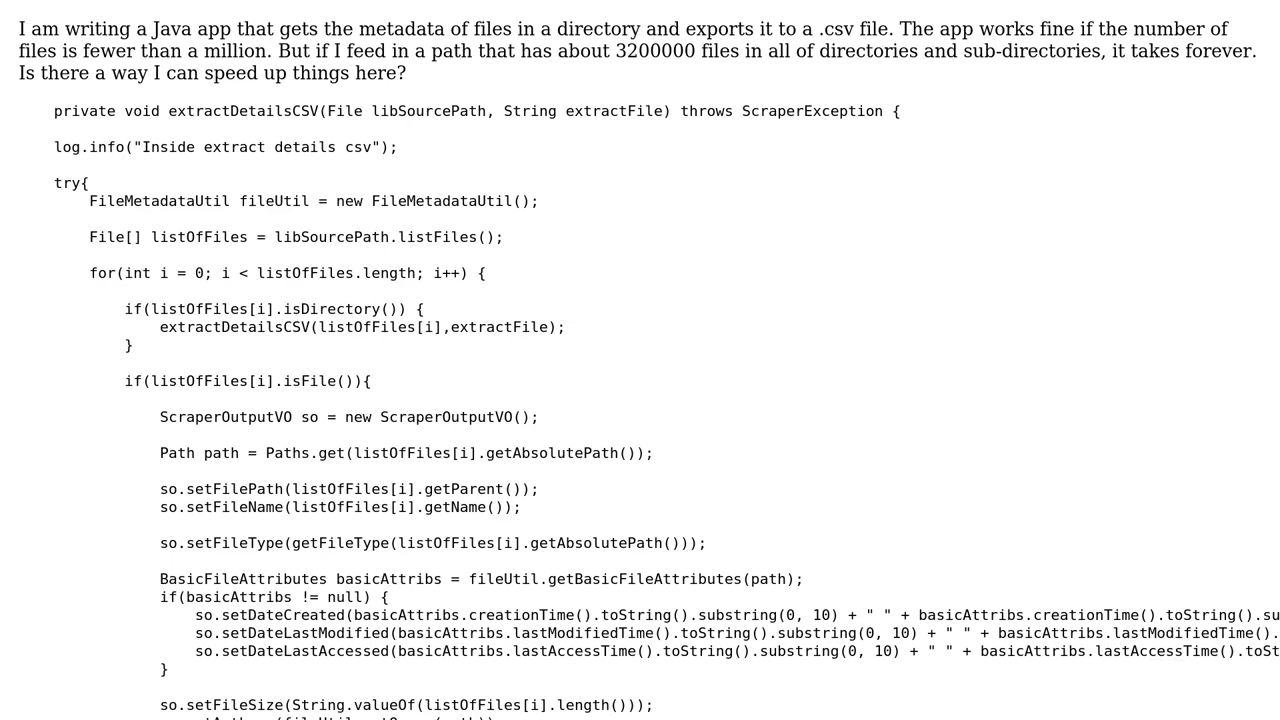 I am writing a Java app that gets the metadata of files in a directory and exports it to a .csv file. The app works fine if the number of
files is fewer than a million. But if I feed in a path that has about 3200000 files in all of directories and sub-directories, it takes forever.
Is there a way I can speed up things here?
private void extractDetailsCSV(File libSourcePath, String extractFile) throws ScraperException {
log.info("Inside extract details csv");
try{
FileMetadataUtil fileUtil = new FileMetadataUtil();
File[] listOfFiles = libSourcePath.listFiles();
for(int i = 0; i < listOfFiles.length; i++) {
if(listOfFiles[i].isDirectory()) {
extractDetailsCSV(listOfFiles[i],extractFile);
}
if(listOfFiles[i].isFile()){
ScraperOutputVO so = new ScraperOutputVO();
Path path = Paths.get(listOfFiles[i].getAbsolutePath());
so.setFilePath(listOfFiles[i].getParent());
so.setFileName(listOfFiles[i].getName());
so.setFileType(getFileType(listOfFiles[i].getAbsolutePath()));
BasicFileAttributes basicAttribs = fileUtil.getBasicFileAttributes(path);
if(basicAttribs != null) {
so.setDateCreated(basicAttribs.creationTime().toString().substring(0, 10) + " " + basicAttribs.creationTime().toString().su
so.setDateLastModified(basicAttribs.lastModifiedTime().toString().substring(0, 10) + " " + basicAttribs.lastModifiedTime().
so.setDateLastAccessed(basicAttribs.lastAccessTime().toString().substring(0, 10) + " " + basicAttribs.lastAccessTime().toSt
}
so.setFileSize(String.valueOf(listOfFiles[i].length()));